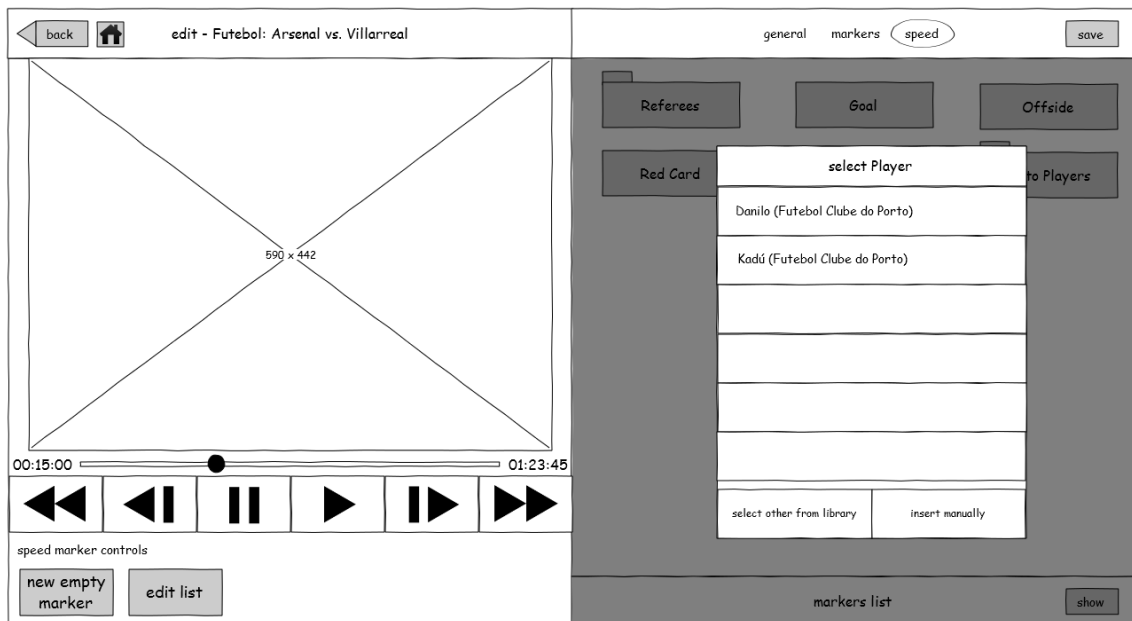 back
edit - Futebol: Arsenal vs. Villarreal
general
markers
speed
save
590 x 442
00:15:00
01:23:45
speed marker controls
new empty
marker
edit list
Referees
Goal
Offside
Red Card
to Players
select Player
Danilo (Futebol Clube do Porto)
Kadú (Futebol Clube do Porto)
select other from library
insert manually
markers list
show